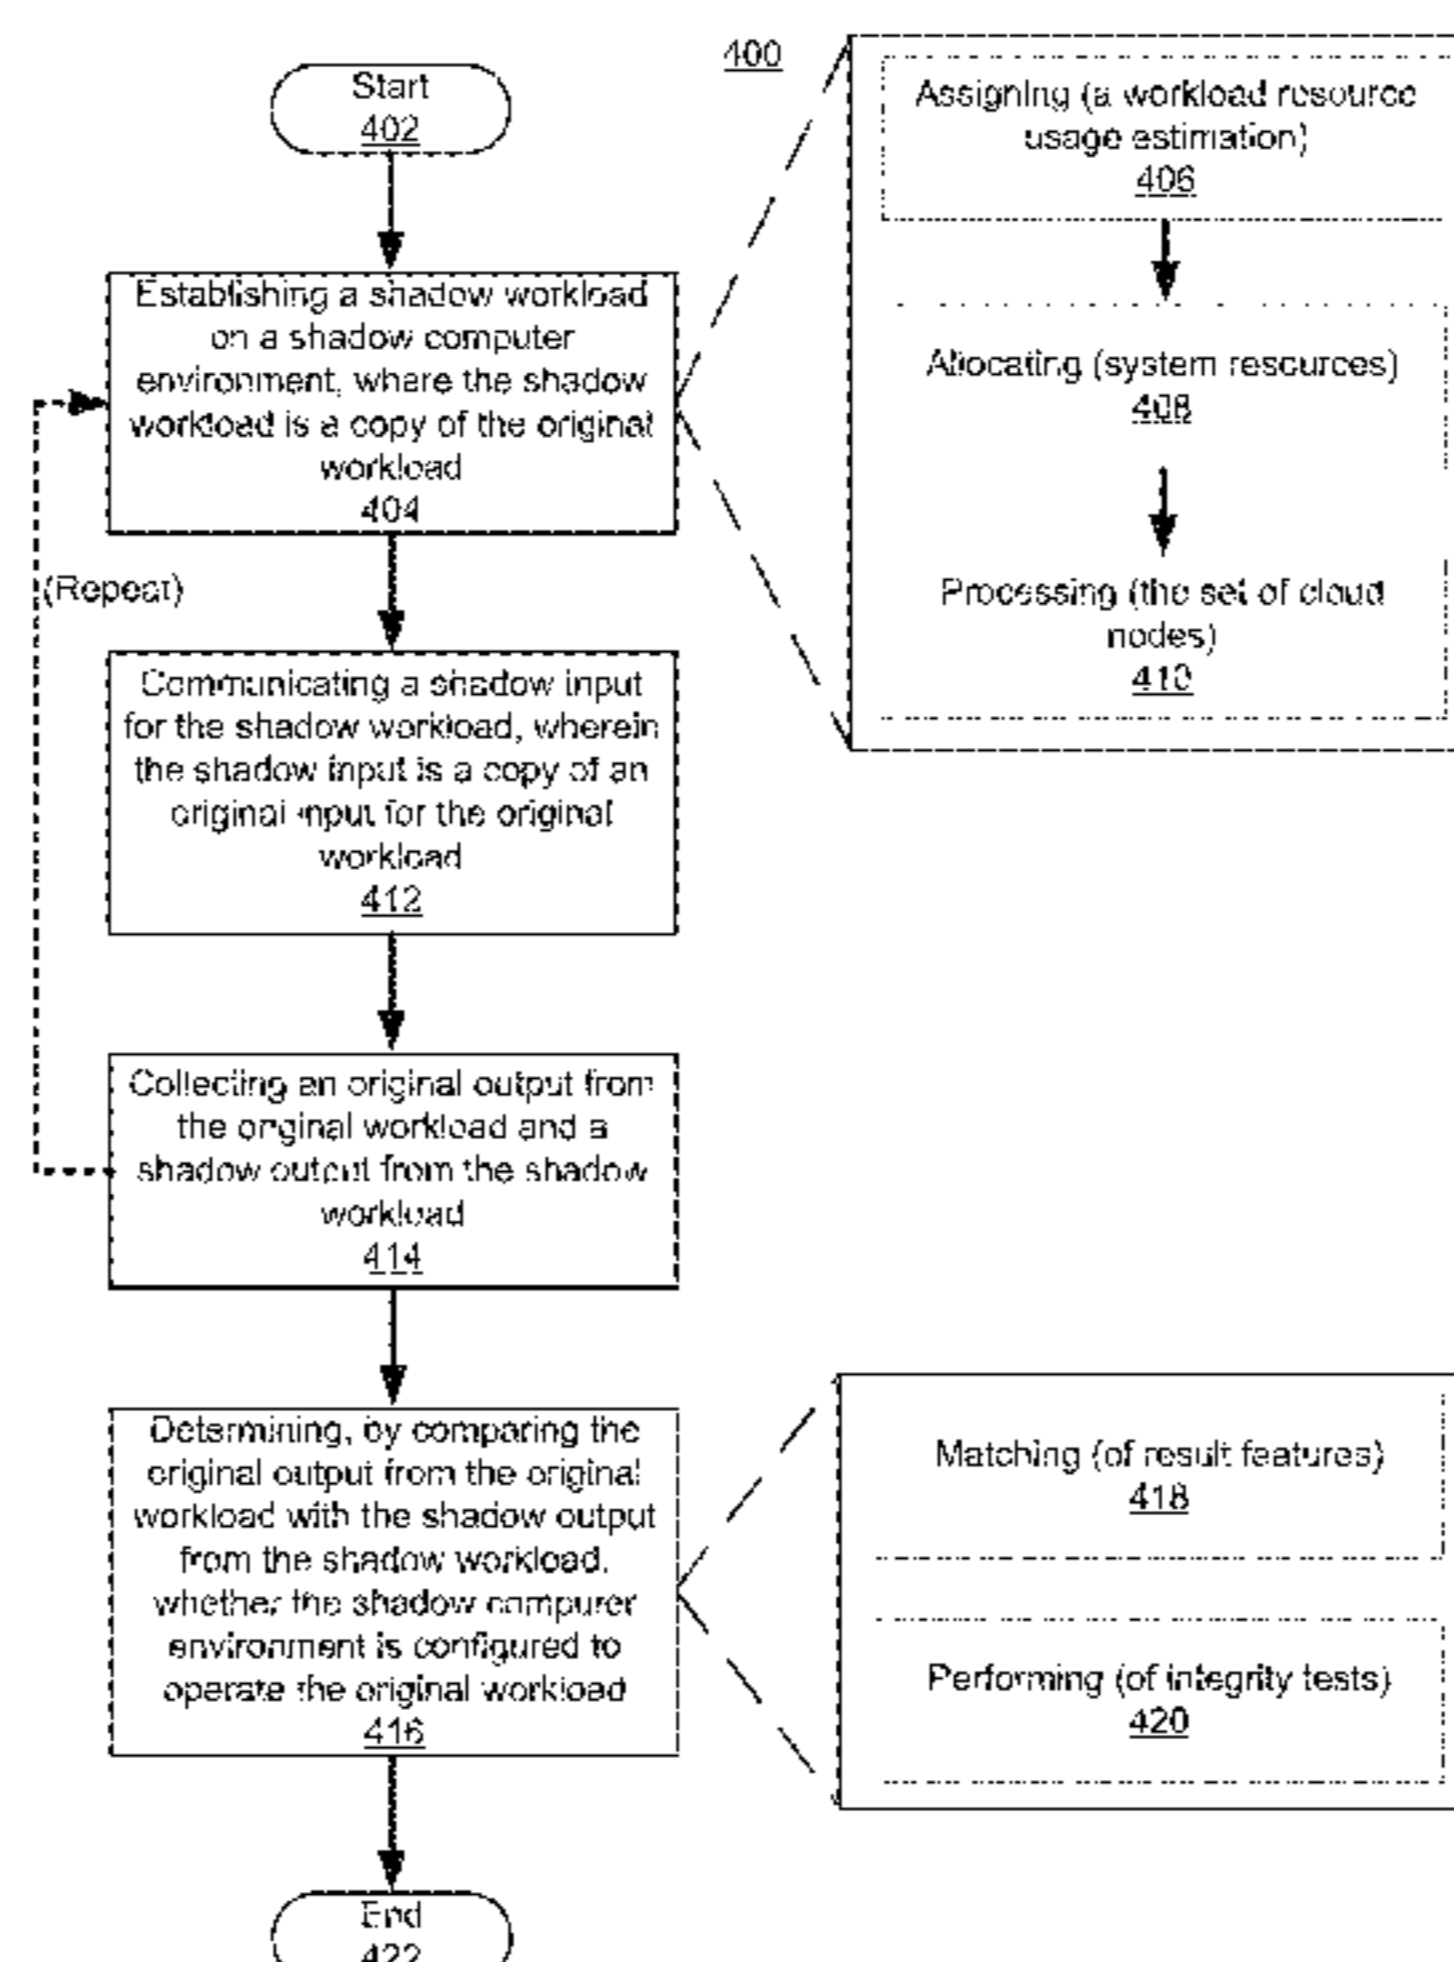 400
Start
402
Establishing a shadow workload
on a shadow computer
environment, where the shadow
workload is a copy of the original
workload
404
Assigning (a workload resource
usage estimation)
406
Allocating (system resources)
408
Processing (the set of cloud
nodes)
410
(Repeat)
Communicating a shadow input
for the shadow workload, wherein
the shadow input is a copy of an
original input for the original
workload
412
Collecting an original output from
the original workload and a
shadow output from the shadow
workload
414
Determining, by comparing the
original output from the original
workload with the shadow output
from the shadow workload,
whether the shadow computer
environment is configured to
operate the original workload
416
Matching (of result features)
418
Performing (of integrity tests)
420
End
422